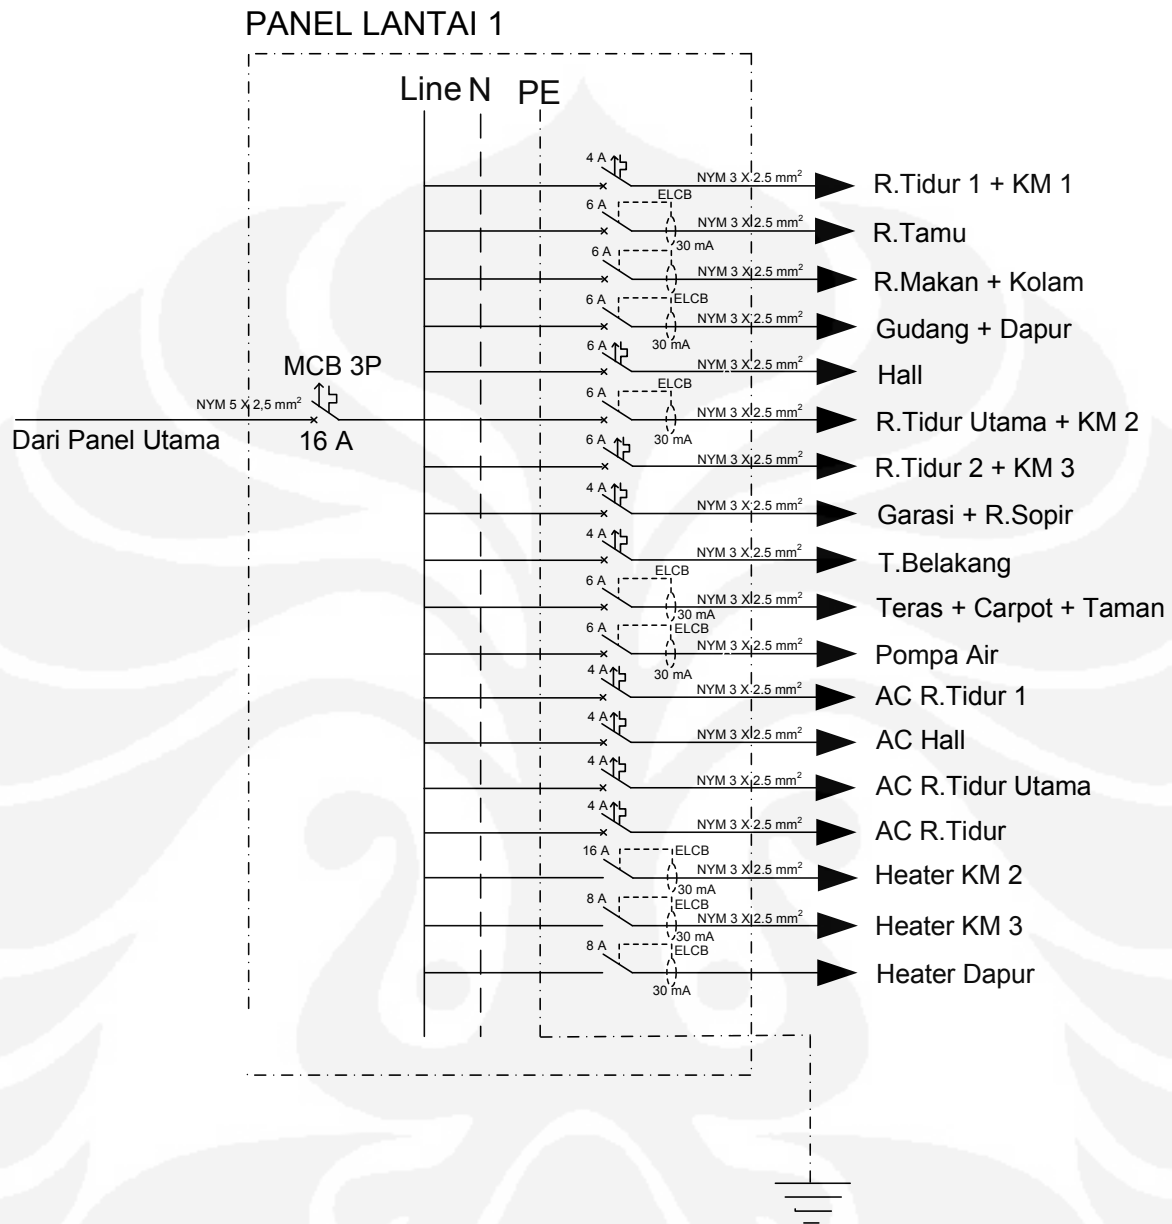 PANEL LANTAI 1
Line N PE
4 A NYM 3 X 2.5 mm² R.Tidur 1 + KM 1
ELCB
6 A NYM 3 X 2.5 mm² R.Tamu
30 mA
6 A NYM 3 X 2.5 mm² R.Makan + Kolam
ELCB
6 A NYM 3 X 2.5 mm² Gudang + Dapur
30 mA
6 A NYM 3 X 2.5 mm² Hall
MCB 3P
ELCB
NYM 5 X 2,5 mm² 6 A NYM 3 X 2.5 mm² R.Tidur Utama + KM 2
Dari Panel Utama 16 A 30 mA
6 A NYM 3 X 2.5 mm² R.Tidur 2 + KM 3
4 A NYM 3 X 2.5 mm² Garasi + R.Sopir
4 A NYM 3 X 2.5 mm² T.Belakang
ELCB
6 A NYM 3 X 2.5 mm² Teras + Carpot + Taman
30 mA
ELCB
6 A NYM 3 X 2.5 mm² Pompa Air
30 mA
4 A NYM 3 X 2.5 mm² AC R.Tidur 1
4 A NYM 3 X 2.5 mm² AC Hall
4 A NYM 3 X 2.5 mm² AC R.Tidur Utama
4 A NYM 3 X 2.5 mm² AC R.Tidur
ELCB
16 A NYM 3 X 2.5 mm² Heater KM 2
30 mA
ELCB
8 A NYM 3 X 2.5 mm² Heater KM 3
30 mA
ELCB
8 A Heater Dapur
30 mA